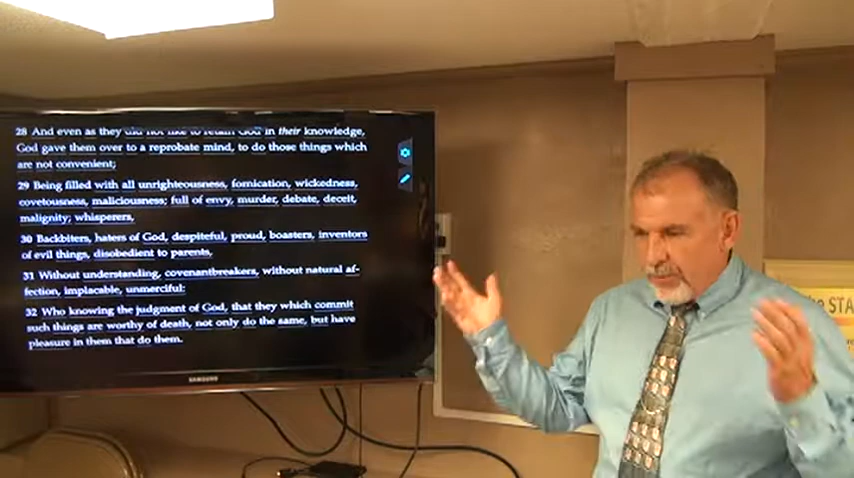 28 And even as they did not like to retain God in their knowledge,
God gave them over to a reprobate mind, to do those things which
are not convenient;
29 Being filled with all unrighteousness, fornication, wickedness,
covetousness, maliciousness; full of envy, murder, debate, deceit,
malignity; whisperers,
30 Backbiters, haters of God, despiteful, proud, boasters, inventors
of evil things, disobedient to parents,
31 Without understanding, covenantbreakers, without natural af-
fection, implacable, unmerciful:
32 Who knowing the judgment of God, that they which commit
such things are worthy of death, not only do the same, but have
pleasure in them that do them.
SAMSUNG
he STA